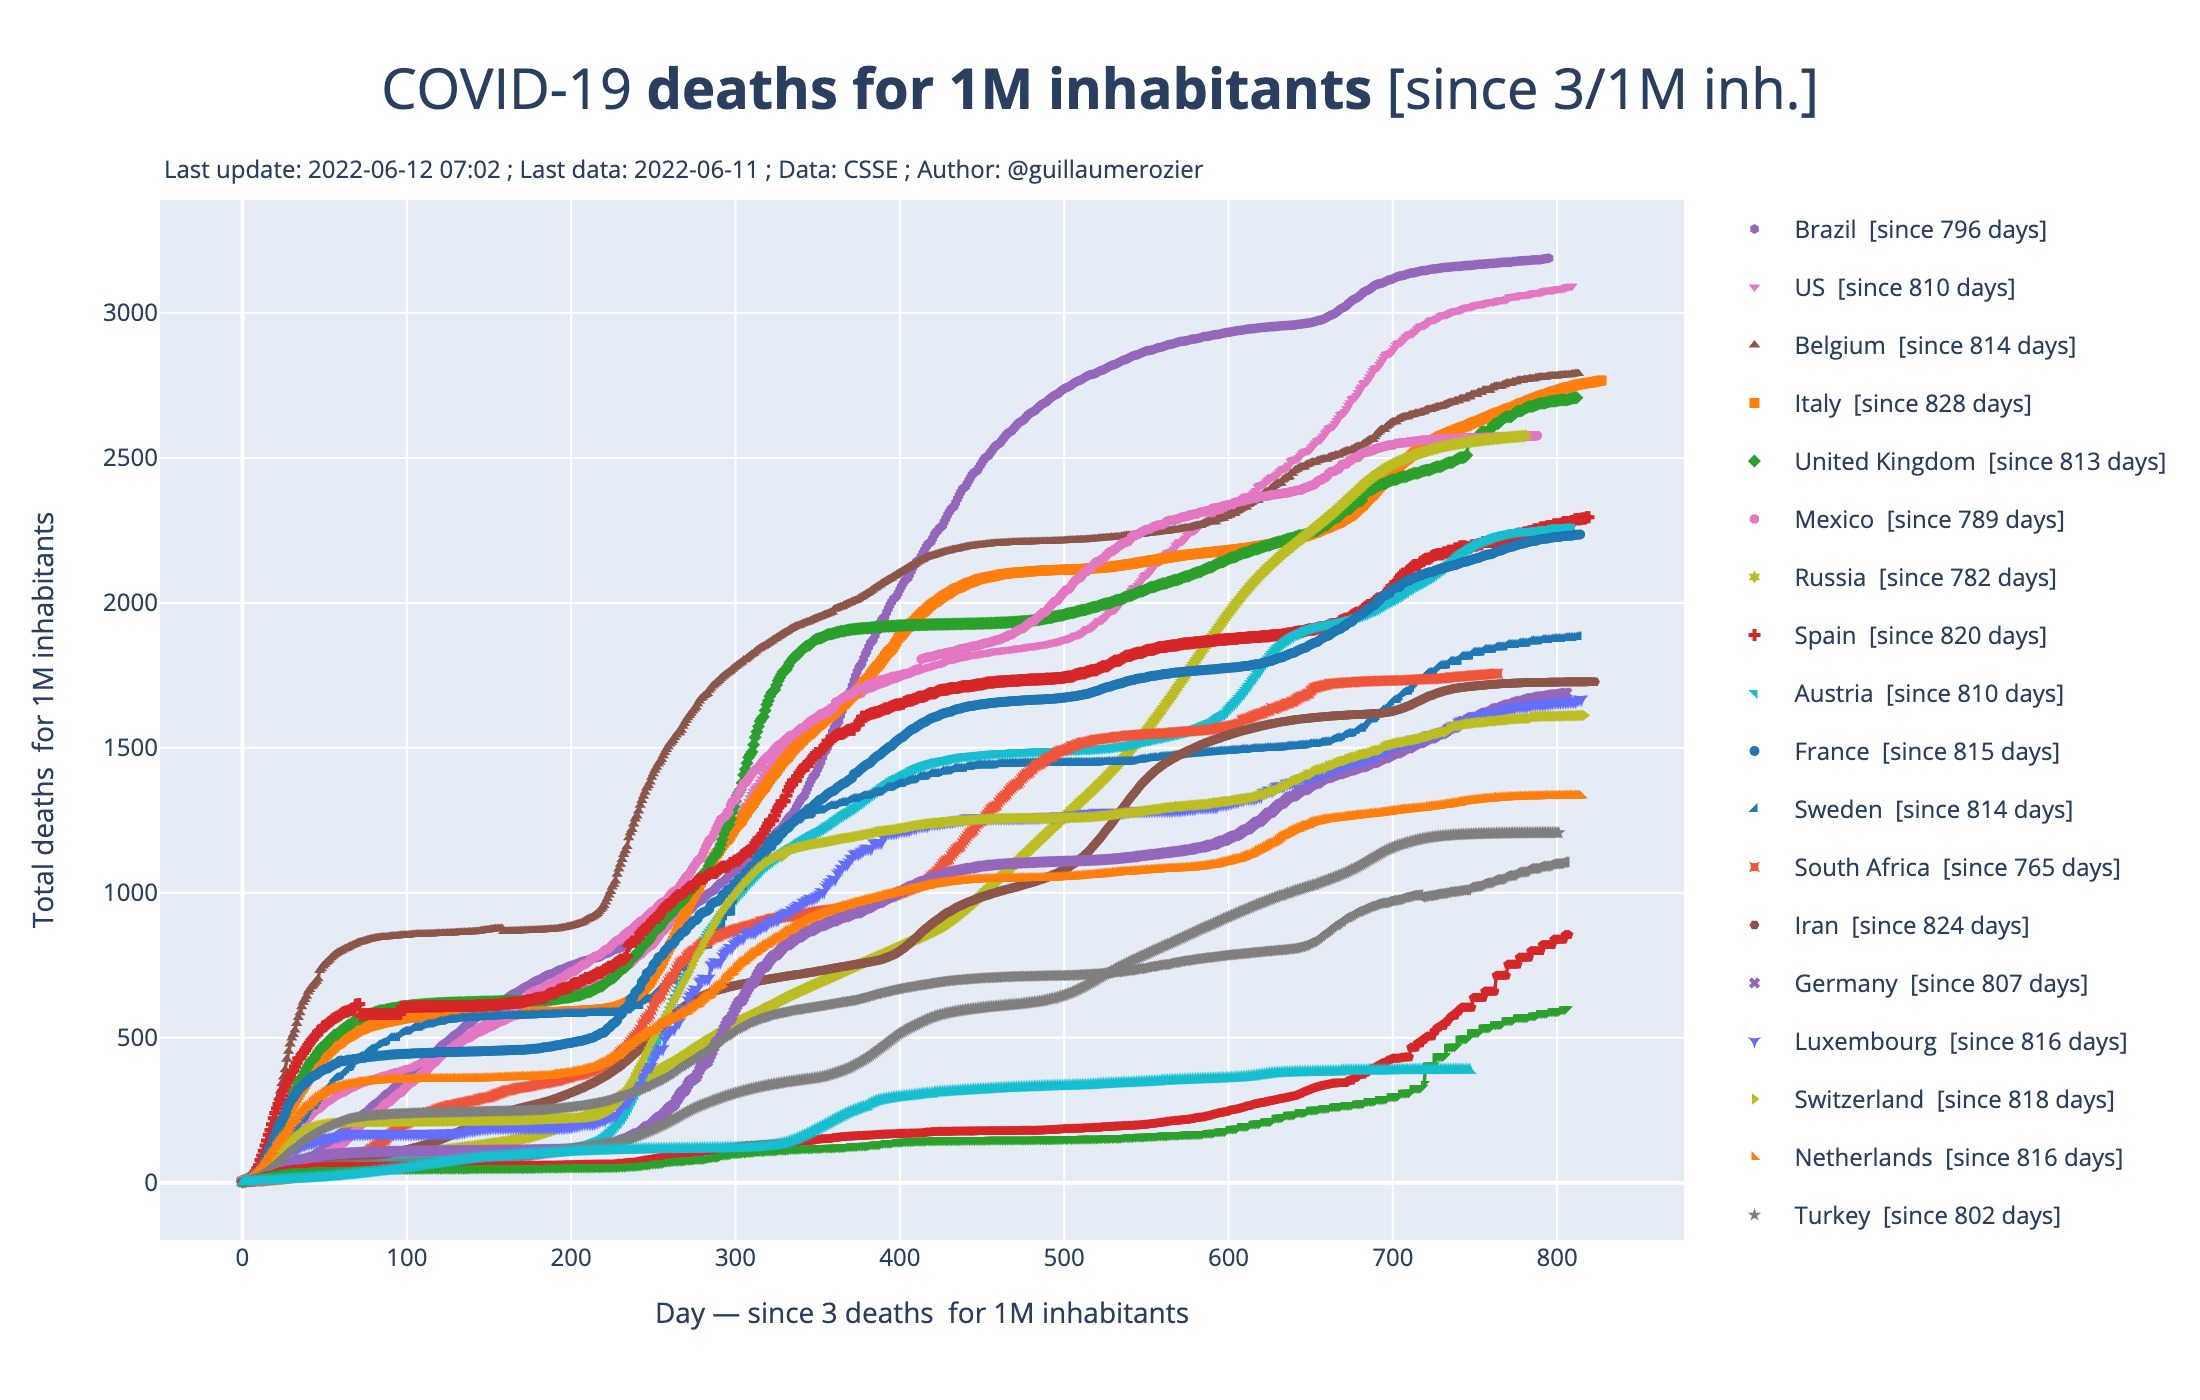 COVID-19 deaths for 1M inhabitants [since 3/1M inh.]
Last update: 2022-06-12 07:02 ; Last data: 2022-06-11 ; Data: CSSE ; Author: @guillaumerozier
Total deaths for 1M inhabitants
3000
2500
2000
1500
1000
500
0
0 100 200 300 400 500 600 700 800
Day — since 3 deaths for 1M inhabitants
Brazil [since 796 days]
US [since 810 days]
Belgium [since 814 days]
Italy [since 828 days]
United Kingdom [since 813 days]
Mexico [since 789 days]
Russia [since 782 days]
Spain [since 820 days]
Austria [since 810 days]
France [since 815 days]
Sweden [since 814 days]
South Africa [since 765 days]
Iran [since 824 days]
Germany [since 807 days]
Luxembourg [since 816 days]
Switzerland [since 818 days]
Netherlands [since 816 days]
Turkey [since 802 days]